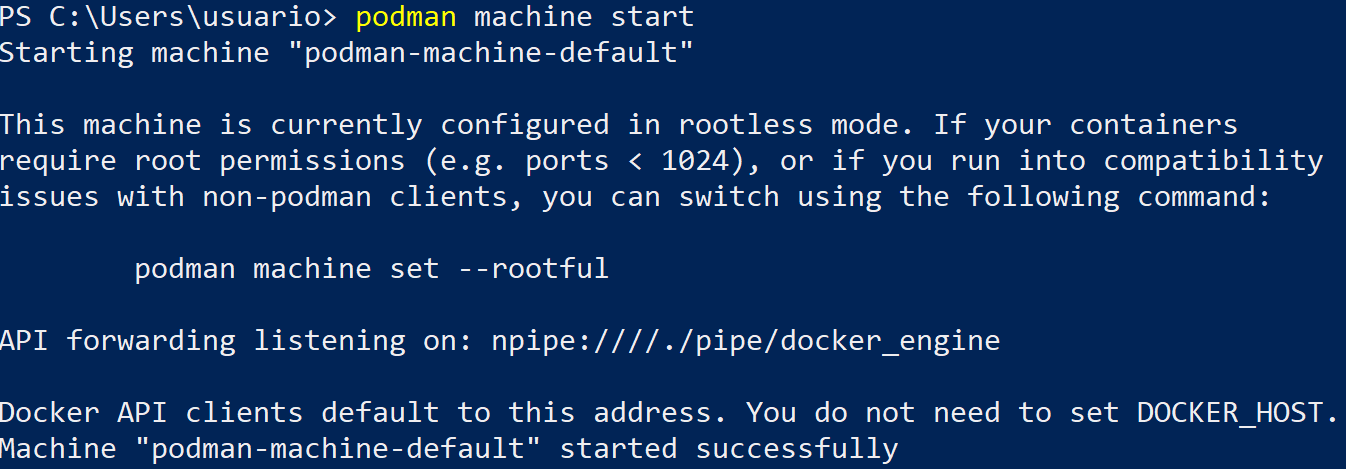 PS C:\Users\usuario> podman machine start
Starting machine "podman-machine-default"
This machine is currently configured in rootless mode. If your containers
require root permissions (e.g. ports < 1024), or if you run into compatibility
issues with non-podman clients, you can switch using the following command:
podman machine set --rootful
API forwarding listening on: npipe:////./pipe/docker_engine
Docker API clients default to this address. You do not need to set DOCKER_HOST.
Machine "podman-machine-default" started successfully